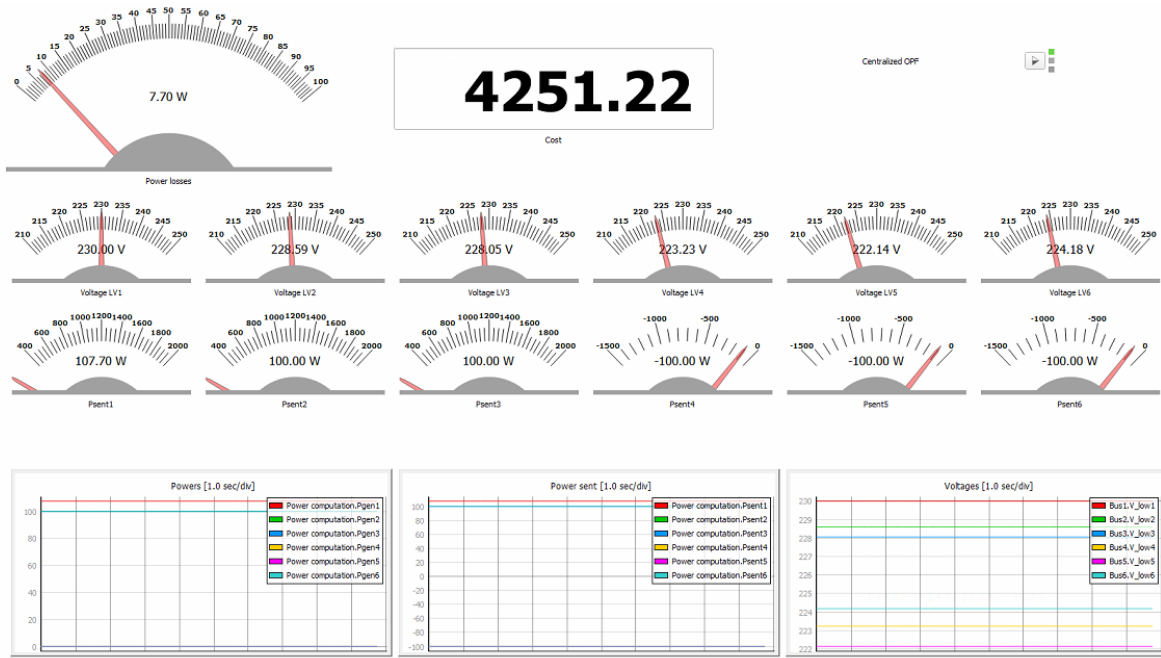 0 5 10 15 20 25 30 35 40 45 50 55 60 65 70 75 80 85 90 95 100
7.70 W
Power losses
4251.22
Cost
Centralized OPF
210 215 220 225 230 235 240 245 250
230.00 V
Voltage LV1
210 215 220 225 230 235 240 245 250
228.59 V
Voltage LV2
210 215 220 225 230 235 240 245 250
228.05 V
Voltage LV3
210 215 220 225 230 235 240 245 250
223.23 V
Voltage LV4
210 215 220 225 230 235 240 245 250
222.14 V
Voltage LV5
210 215 220 225 230 235 240 245 250
224.18 V
Voltage LV6
400 600 800 1000 1200 1400 1600 1800 2000
107.70 W
Psent1
400 600 800 1000 1200 1400 1600 1800 2000
100.00 W
Psent2
400 600 800 1000 1200 1400 1600 1800 2000
100.00 W
Psent3
-1500 -1000 -500 0
-100.00 W
Psent4
-1500 -1000 -500 0
-100.00 W
Psent5
-1500 -1000 -500 0
-100.00 W
Psent6
Powers [1.0 sec/div]
100
80
60
40
20
0
Power computation.Pgen1
Power computation.Pgen2
Power computation.Pgen3
Power computation.Pgen4
Power computation.Pgen5
Power computation.Pgen6
Power sent [1.0 sec/div]
100
80
60
40
20
0
-20
-40
-60
-80
-100
Power computation.Psent1
Power computation.Psent2
Power computation.Psent3
Power computation.Psent4
Power computation.Psent5
Power computation.Psent6
Voltages [1.0 sec/div]
230
229
228
227
226
225
224
223
222
Bus1.V_low1
Bus2.V_low2
Bus3.V_low3
Bus4.V_low4
Bus5.V_low5
Bus6.V_low6